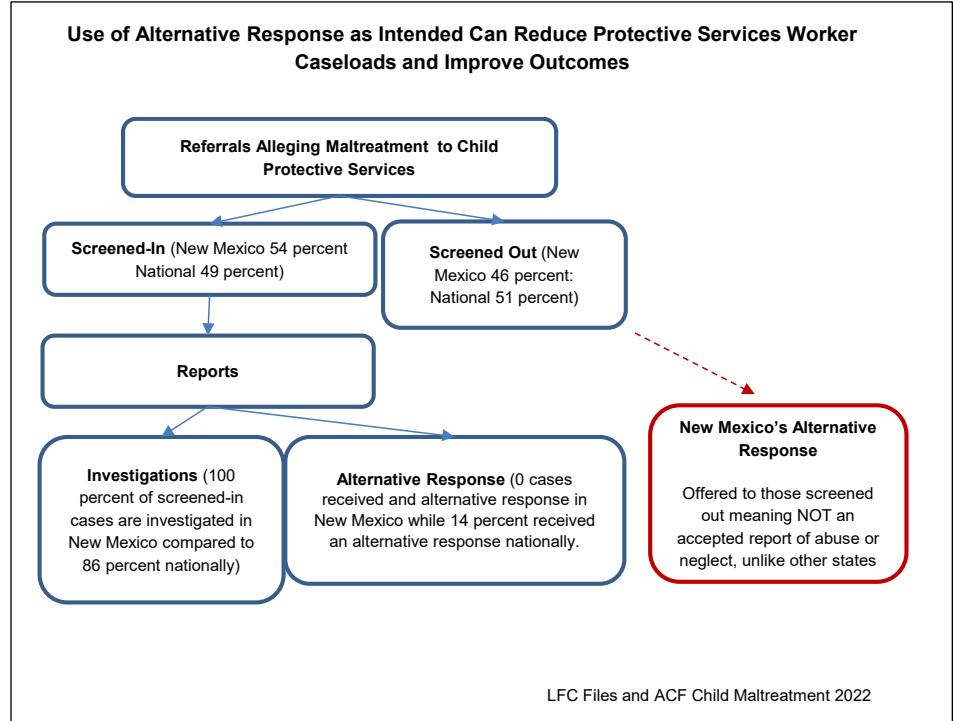 Use of Alternative Response as Intended Can Reduce Protective Services Worker
Caseloads and Improve Outcomes
Referrals Alleging Maltreatment to Child
Protective Services
Screened-In (New Mexico 54 percent
National 49 percent)
Screened Out (New
Mexico 46 percent:
National 51 percent)
Reports
Investigations (100
percent of screened-in
cases are investigated in
New Mexico compared to
86 percent nationally)
Alternative Response (0 cases
received and alternative response in
New Mexico while 14 percent received
an alternative response nationally.
New Mexico’s Alternative
Response
Offered to those screened
out meaning NOT an
accepted report of abuse or
neglect, unlike other states
LFC Files and ACF Child Maltreatment 2022